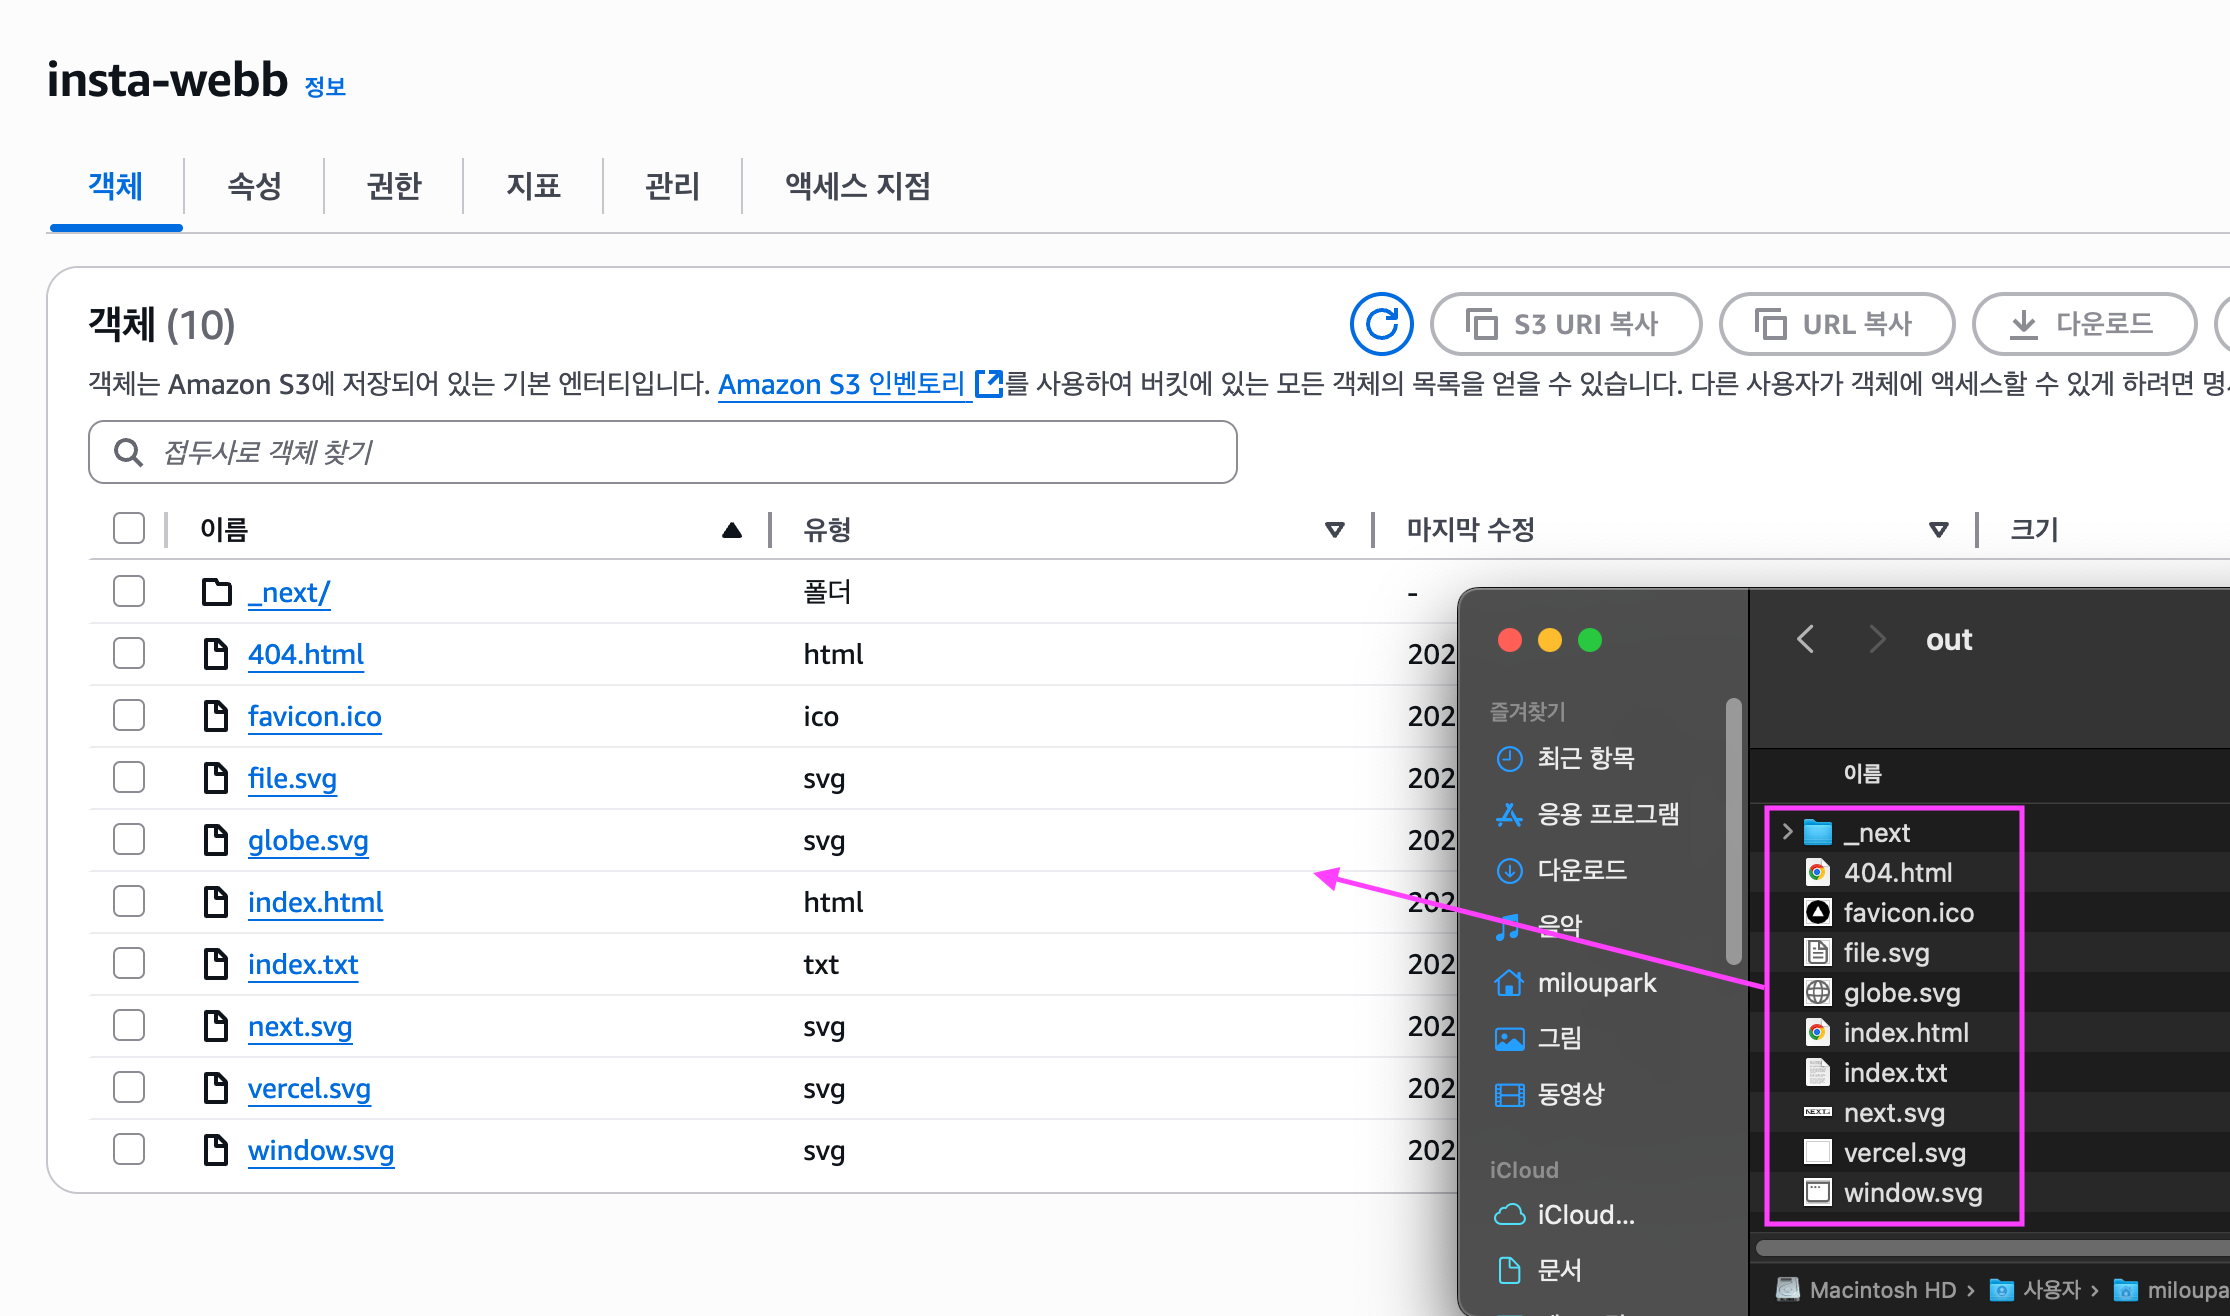 insta-webb 정보
객체 속성 권한 지표 관리 액세스 지점
객체 (10)
S3 URI 복사 URL 복사 다운로드
객체는 Amazon S3에 저장되어 있는 기본 엔터티입니다. Amazon S3 인벤토리 를 사용하여 버킷에 있는 모든 객체의 목록을 얻을 수 있습니다. 다른 사용자가 객체에 액세스할 수 있게 하려면
접두사로 객체 찾기
이름 유형 마지막 수정 크기
_next/ 폴더 -
404.html html 202
favicon.ico ico 202
file.svg svg 202
globe.svg svg 202
index.html html 202
index.txt txt 202
next.svg svg 202
vercel.svg svg 202
window.svg svg 202
out
즐겨찾기
최근 항목
응용 프로그램
다운로드
음악
miloupark
그림
동영상
iCloud
iCloud...
문서
이름
_next
404.html
favicon.ico
file.svg
globe.svg
index.html
index.txt
next.svg
vercel.svg
window.svg
Macintosh HD › 사용자 › miloupa